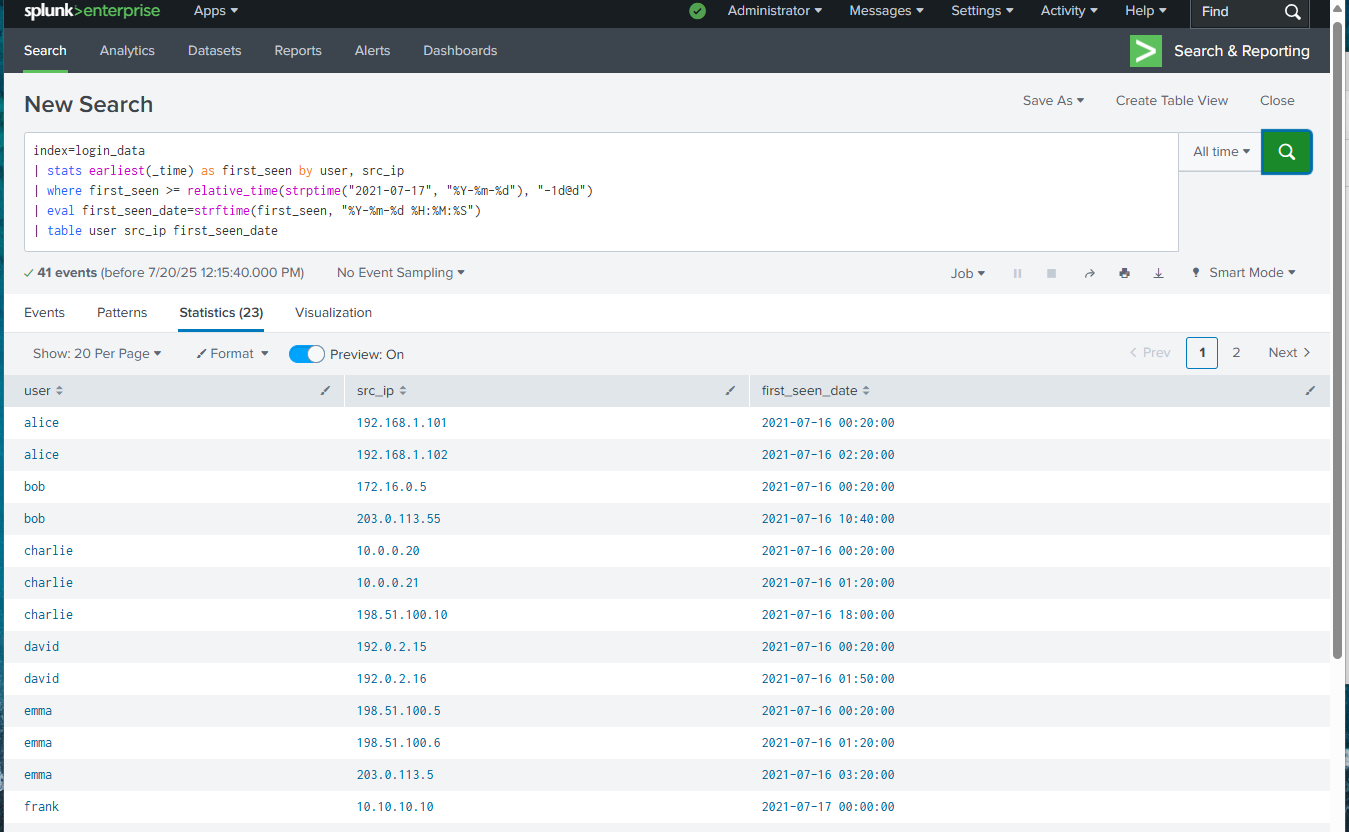 splunk>enterprise Apps Administrator Messages Settings Activity Help Find
Search Analytics Datasets Reports Alerts Dashboards Search & Reporting
New Search Save As Create Table View Close
index=login_data
| stats earliest(_time) as first_seen by user, src_ip
| where first_seen >= relative_time(strptime("2021-07-17", "%Y-%m-%d"), "-1d@d")
| eval first_seen_date=strftime(first_seen, "%Y-%m-%d %H:%M:%S")
| table user src_ip first_seen_date
All time
41 events (before 7/20/25 12:15:40.000 PM) No Event Sampling Job Smart Mode
Events Patterns Statistics (23) Visualization
Show: 20 Per Page Format Preview: On < Prev 1 2 Next >
user src_ip first_seen_date
alice 192.168.1.101 2021-07-16 00:20:00
alice 192.168.1.102 2021-07-16 02:20:00
bob 172.16.0.5 2021-07-16 00:20:00
bob 203.0.113.55 2021-07-16 10:40:00
charlie 10.0.0.20 2021-07-16 00:20:00
charlie 10.0.0.21 2021-07-16 01:20:00
charlie 198.51.100.10 2021-07-16 18:00:00
david 192.0.2.15 2021-07-16 00:20:00
david 192.0.2.16 2021-07-16 01:50:00
emma 198.51.100.5 2021-07-16 00:20:00
emma 198.51.100.6 2021-07-16 01:20:00
emma 203.0.113.5 2021-07-16 03:20:00
frank 10.10.10.10 2021-07-17 00:00:00